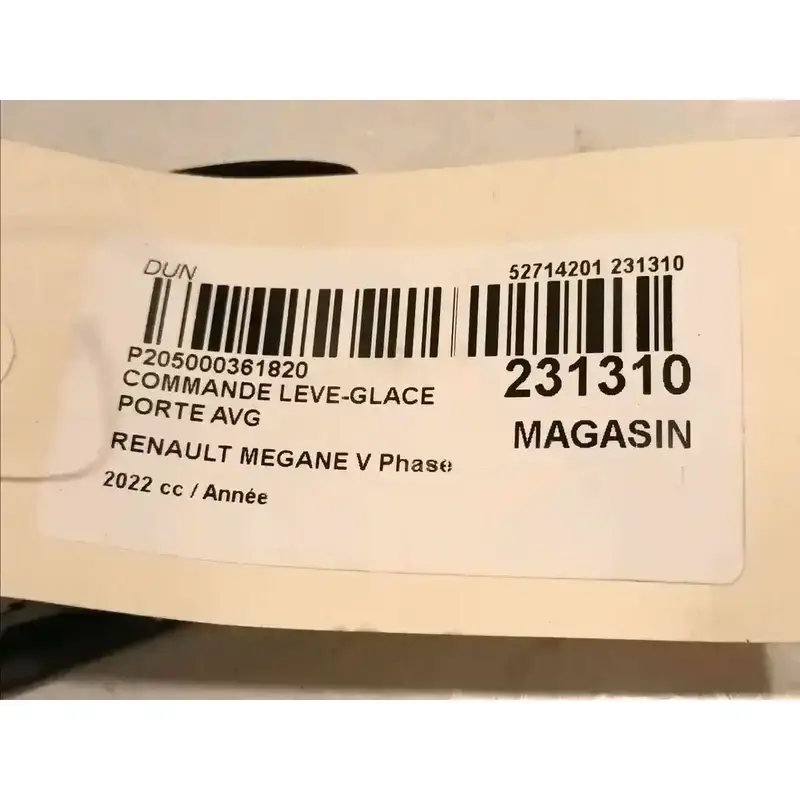 DUN
52714201 231310
P205000361820
231310
COMMANDE LEVE-GLACE
PORTE AVG
MAGASIN
RENAULT MEGANE V Phase
2022 cc / Année